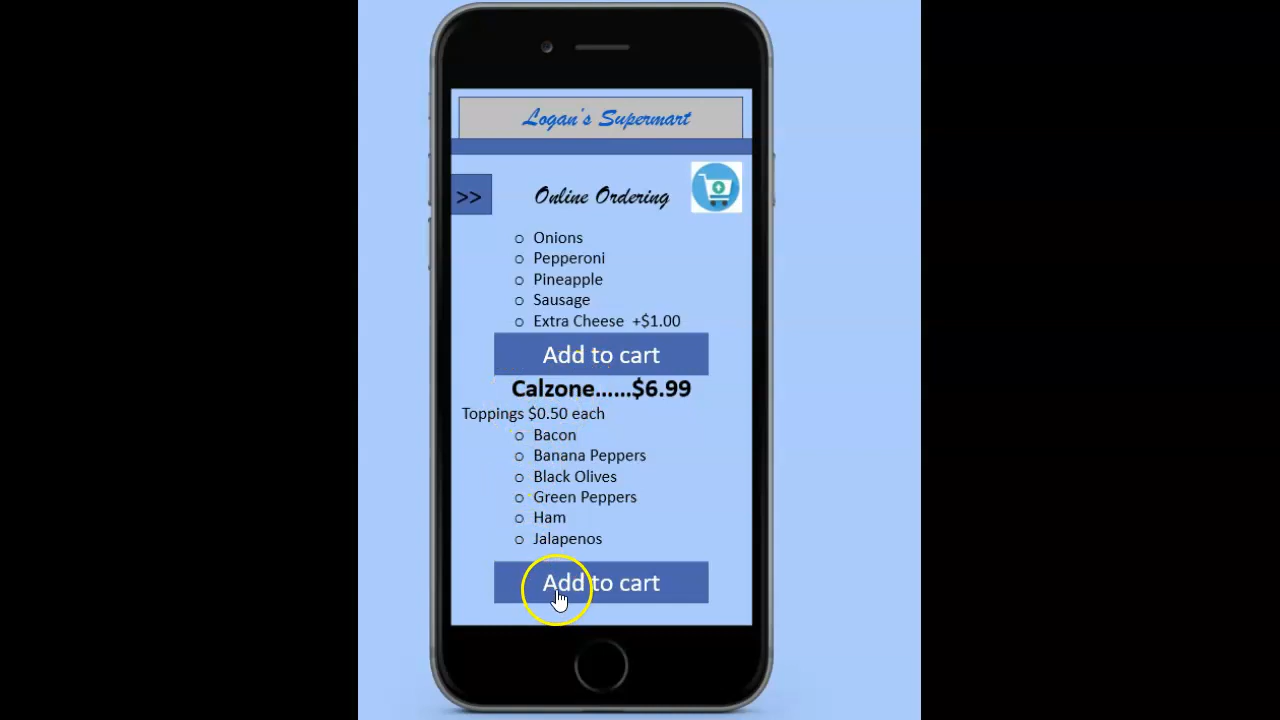 Logan's Supermart
>>
Online Ordering
○ Onions
○ Pepperoni
○ Pineapple
○ Sausage
○ Extra Cheese +$1.00
Add to cart
Calzone......$6.99
Toppings $0.50 each
○ Bacon
○ Banana Peppers
○ Black Olives
○ Green Peppers
○ Ham
○ Jalapenos
Add to cart